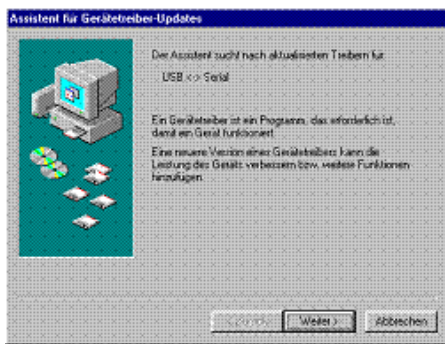 Assistent für Gerätetreiber-Updates
Der Assistent sucht nach aktualisierten Treibern für:
USB <-> Serial
Ein Gerätetreiber ist ein Programm, das erforderlich ist,
damit ein Gerät funktioniert.
Eine neuere Version eines Gerätetreibers kann die
Leistung des Geräts verbessern bzw. weitere Funktionen
hinzufügen.
< Zurück
Weiter >
Abbrechen